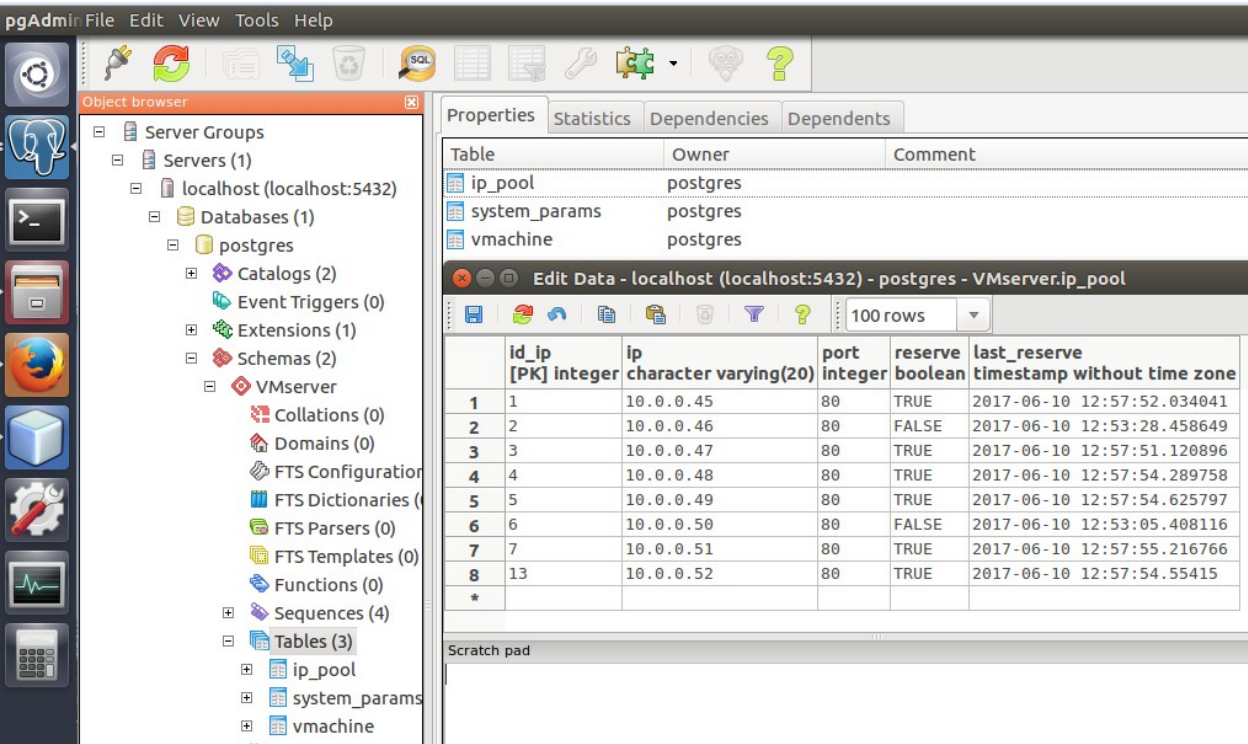 pgAdmin File Edit View Tools Help
SQL
Object browser
Server Groups
Servers (1)
localhost (localhost:5432)
Databases (1)
postgres
Catalogs (2)
Event Triggers (0)
Extensions (1)
Schemas (2)
VMserver
Collations (0)
Domains (0)
FTS Configuration
FTS Dictionaries (
FTS Parsers (0)
FTS Templates (0)
Functions (0)
Sequences (4)
Tables (3)
ip_pool
system_params
vmachine
Properties Statistics Dependencies Dependents
Table Owner Comment
ip_pool postgres
system_params postgres
vmachine postgres
Edit Data - localhost (localhost:5432) - postgres - VMserver.ip_pool
100 rows
id_ip ip port reserve last_reserve
[PK] integer character varying(20) integer boolean timestamp without time zone
1 1 10.0.0.45 80 TRUE 2017-06-10 12:57:52.034041
2 2 10.0.0.46 80 FALSE 2017-06-10 12:53:28.458649
3 3 10.0.0.47 80 TRUE 2017-06-10 12:57:51.120896
4 4 10.0.0.48 80 TRUE 2017-06-10 12:57:54.289758
5 5 10.0.0.49 80 TRUE 2017-06-10 12:57:54.625797
6 6 10.0.0.50 80 FALSE 2017-06-10 12:53:05.408116
7 7 10.0.0.51 80 TRUE 2017-06-10 12:57:55.216766
8 13 10.0.0.52 80 TRUE 2017-06-10 12:57:54.55415
*
Scratch pad